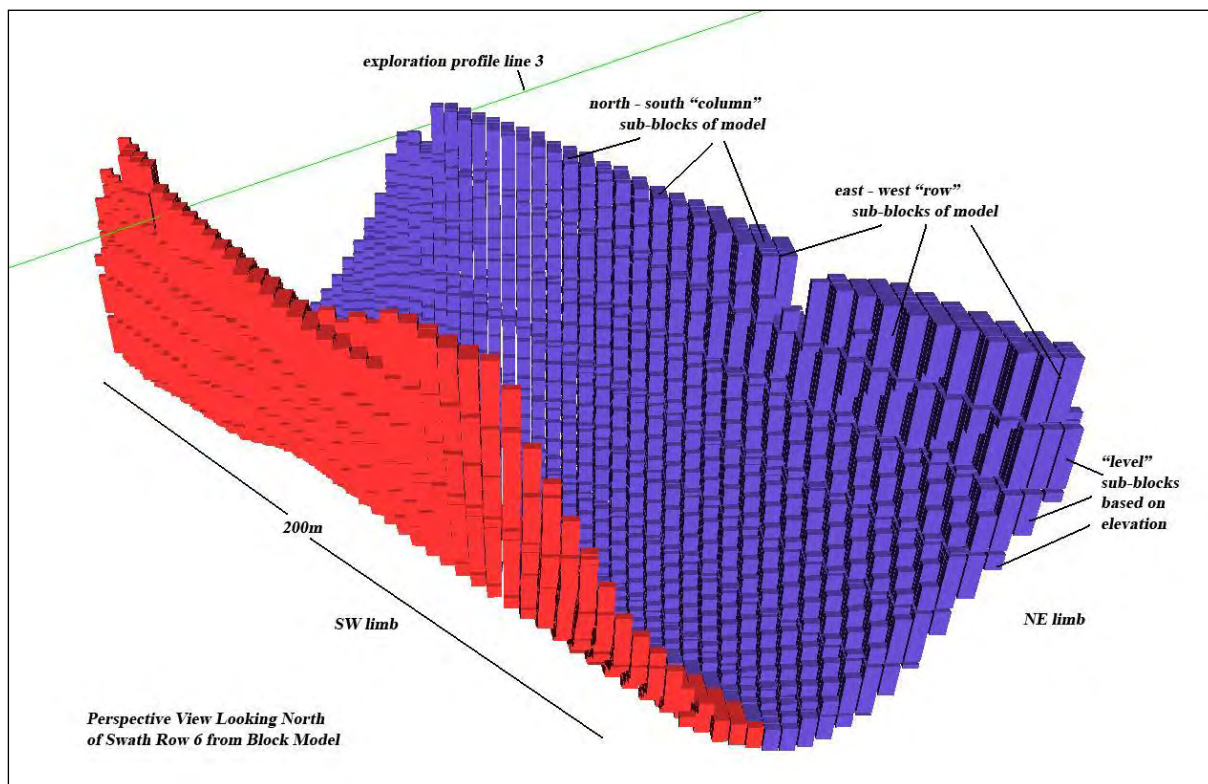 exploration profile line 3
north - south “column”
sub-blocks of model
east - west “row”
sub-blocks of model
“level”
sub-blocks
based on
elevation
200m
SW limb
NE limb
Perspective View Looking North
of Swath Row 6 from Block Model